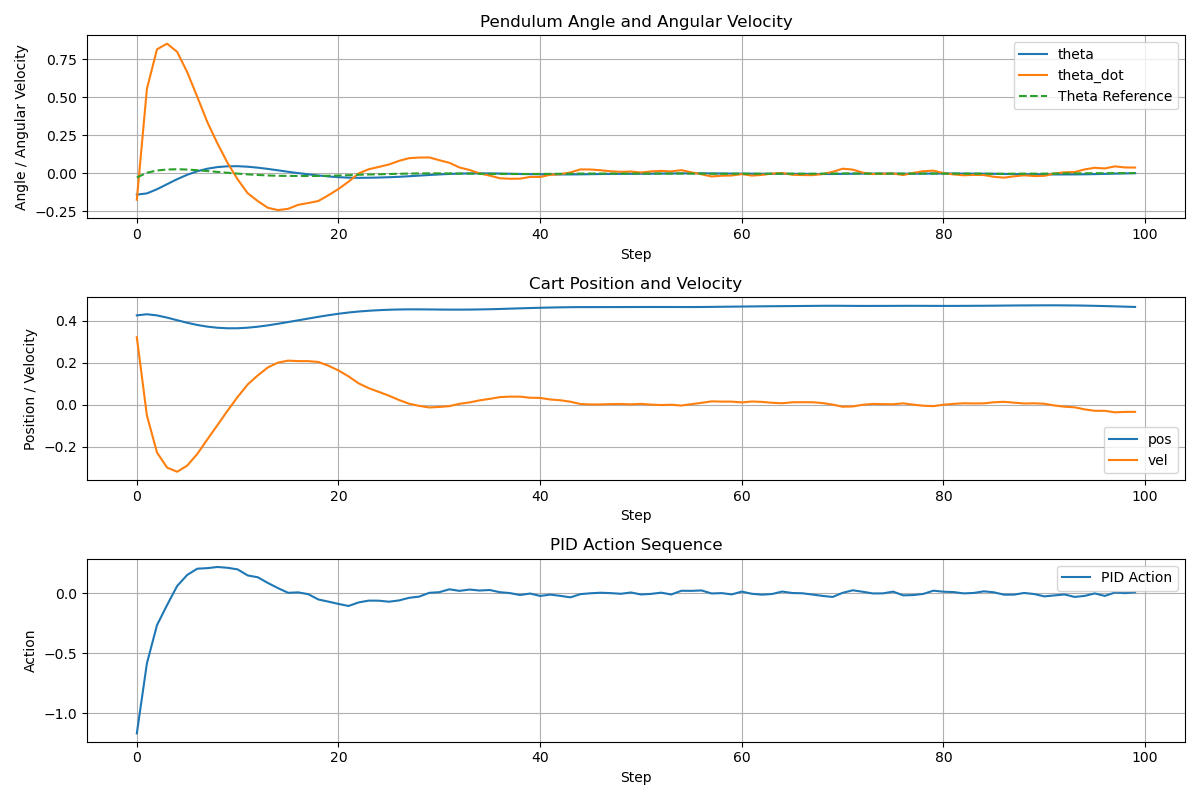 Pendulum Angle and Angular Velocity
Angle / Angular Velocity
0.75
0.50
0.25
0.00
−0.25
theta
theta_dot
Theta Reference
0 20 40 60 80 100
Step
Cart Position and Velocity
Position / Velocity
0.4
0.2
0.0
−0.2
pos
vel
0 20 40 60 80 100
Step
PID Action Sequence
Action
0.0
−0.5
−1.0
PID Action
0 20 40 60 80 100
Step